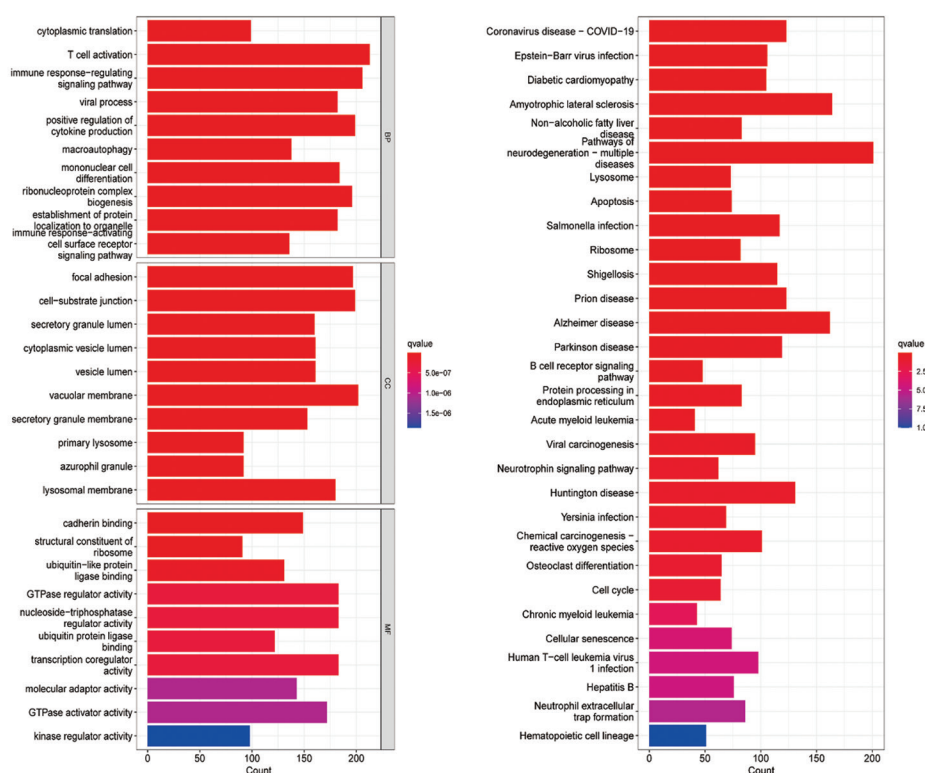 cytoplasmic translation
T cell activation
immune response−regulating
signaling pathway
viral process
positive regulation of
cytokine production
macroautophagy
mononuclear cell
differentiation
ribonucleoprotein complex
biogenesis
establishment of protein
localization to organelle
immune response−activating
cell surface receptor
signaling pathway
BP
focal adhesion
cell−substrate junction
secretory granule lumen
cytoplasmic vesicle lumen
vesicle lumen
vacuolar membrane
secretory granule membrane
primary lysosome
azurophil granule
lysosomal membrane
CC
cadherin binding
structural constituent of
ribosome
ubiquitin−like protein
ligase binding
GTPase regulator activity
nucleoside−triphosphatase
regulator activity
ubiquitin protein ligase
binding
transcription coregulator
activity
molecular adaptor activity
GTPase activator activity
kinase regulator activity
MF
0 50 100 150 200
Count
qvalue
5.0e−07
1.0e−06
1.5e−06
Coronavirus disease − COVID−19
Epstein−Barr virus infection
Diabetic cardiomyopathy
Amyotrophic lateral sclerosis
Non−alcoholic fatty liver
disease
Pathways of
neurodegeneration − multiple
diseases
Lysosome
Apoptosis
Salmonella infection
Ribosome
Shigellosis
Prion disease
Alzheimer disease
Parkinson disease
B cell receptor signaling
pathway
Protein processing in
endoplasmic reticulum
Acute myeloid leukemia
Viral carcinogenesis
Neurotrophin signaling pathway
Huntington disease
Yersinia infection
Chemical carcinogenesis −
reactive oxygen species
Osteoclast differentiation
Cell cycle
Chronic myeloid leukemia
Cellular senescence
Human T−cell leukemia virus
1 infection
Hepatitis B
Neutrophil extracellular
trap formation
Hematopoietic cell lineage
0 50 100 150 200
Count
qvalue
2.5
5.0
7.5
1.0